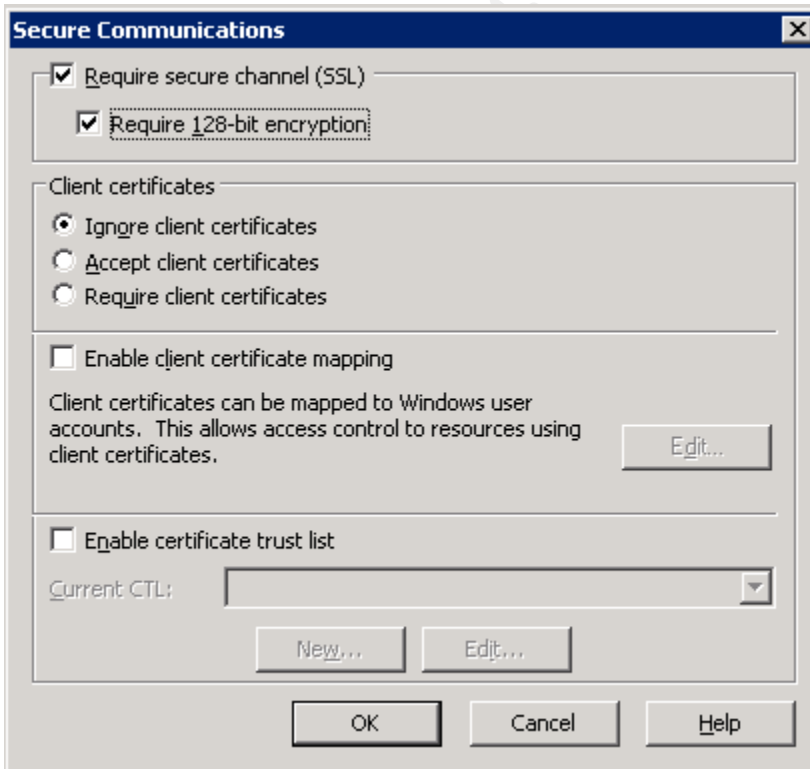 Secure Communications
Require secure channel (SSL)
Require 128-bit encryption
Client certificates
Ignore client certificates
Accept client certificates
Require client certificates
Enable client certificate mapping
Client certificates can be mapped to Windows user
accounts.  This allows access control to resources using
client certificates.
Edit...
Enable certificate trust list
Current CTL:
New... Edit...
OK Cancel Help